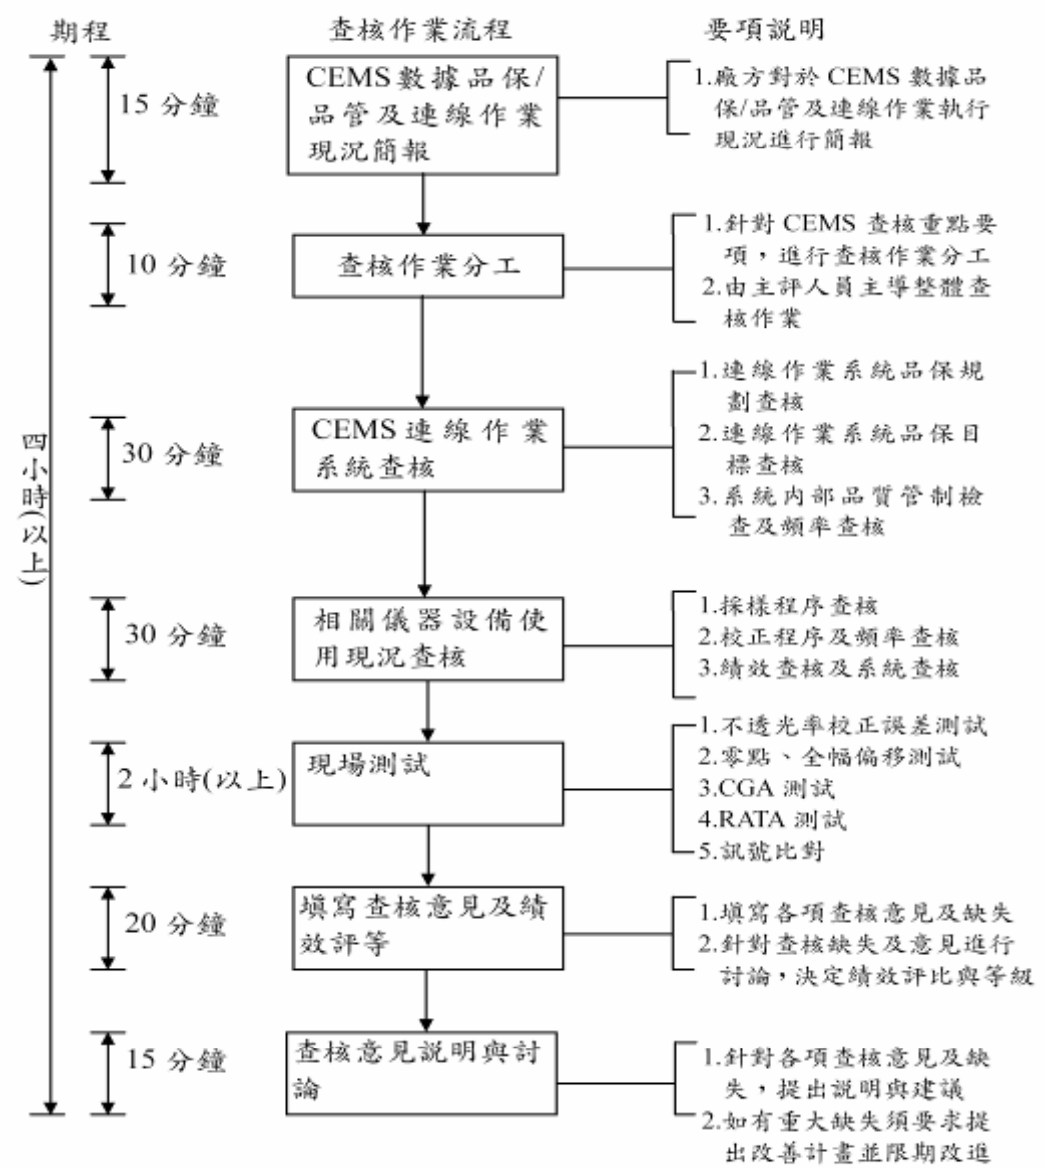 期程 查核作業流程 要項説明
四小時(以上)
15 分鐘
CEMS 數據品保/
品管及連線作業
現況簡報
1.廠方對於 CEMS 數據品
保/品管及連線作業執行
現況進行簡報
10 分鐘
查核作業分工
1.針對 CEMS 查核重點要
項，進行查核作業分工
2.由主評人員主導整體查
核作業
30 分鐘
CEMS 連線作業
系統查核
1.連線作業系統品保規
劃查核
2.連線作業系統品保目
標查核
3.系統內部品質管制檢
查及頻率查核
30 分鐘
相關儀器設備使
用現況查核
1.採樣程序查核
2.校正程序及頻率查核
3.績效查核及系統查核
2 小時(以上)
現場測試
1.不透光率校正誤差測試
2.零點、全幅偏移測試
3.CGA 測試
4.RATA 測試
5.訊號比對
20 分鐘
填寫查核意見及績
效評等
1.填寫各項查核意見及缺失
2.針對查核缺失及意見進行
討論，決定績效評比與等級
15 分鐘
查核意見説明與討
論
1.針對各項查核意見及缺
失，提出説明與建議
2.如有重大缺失須要求提
出改善計畫並限期改進